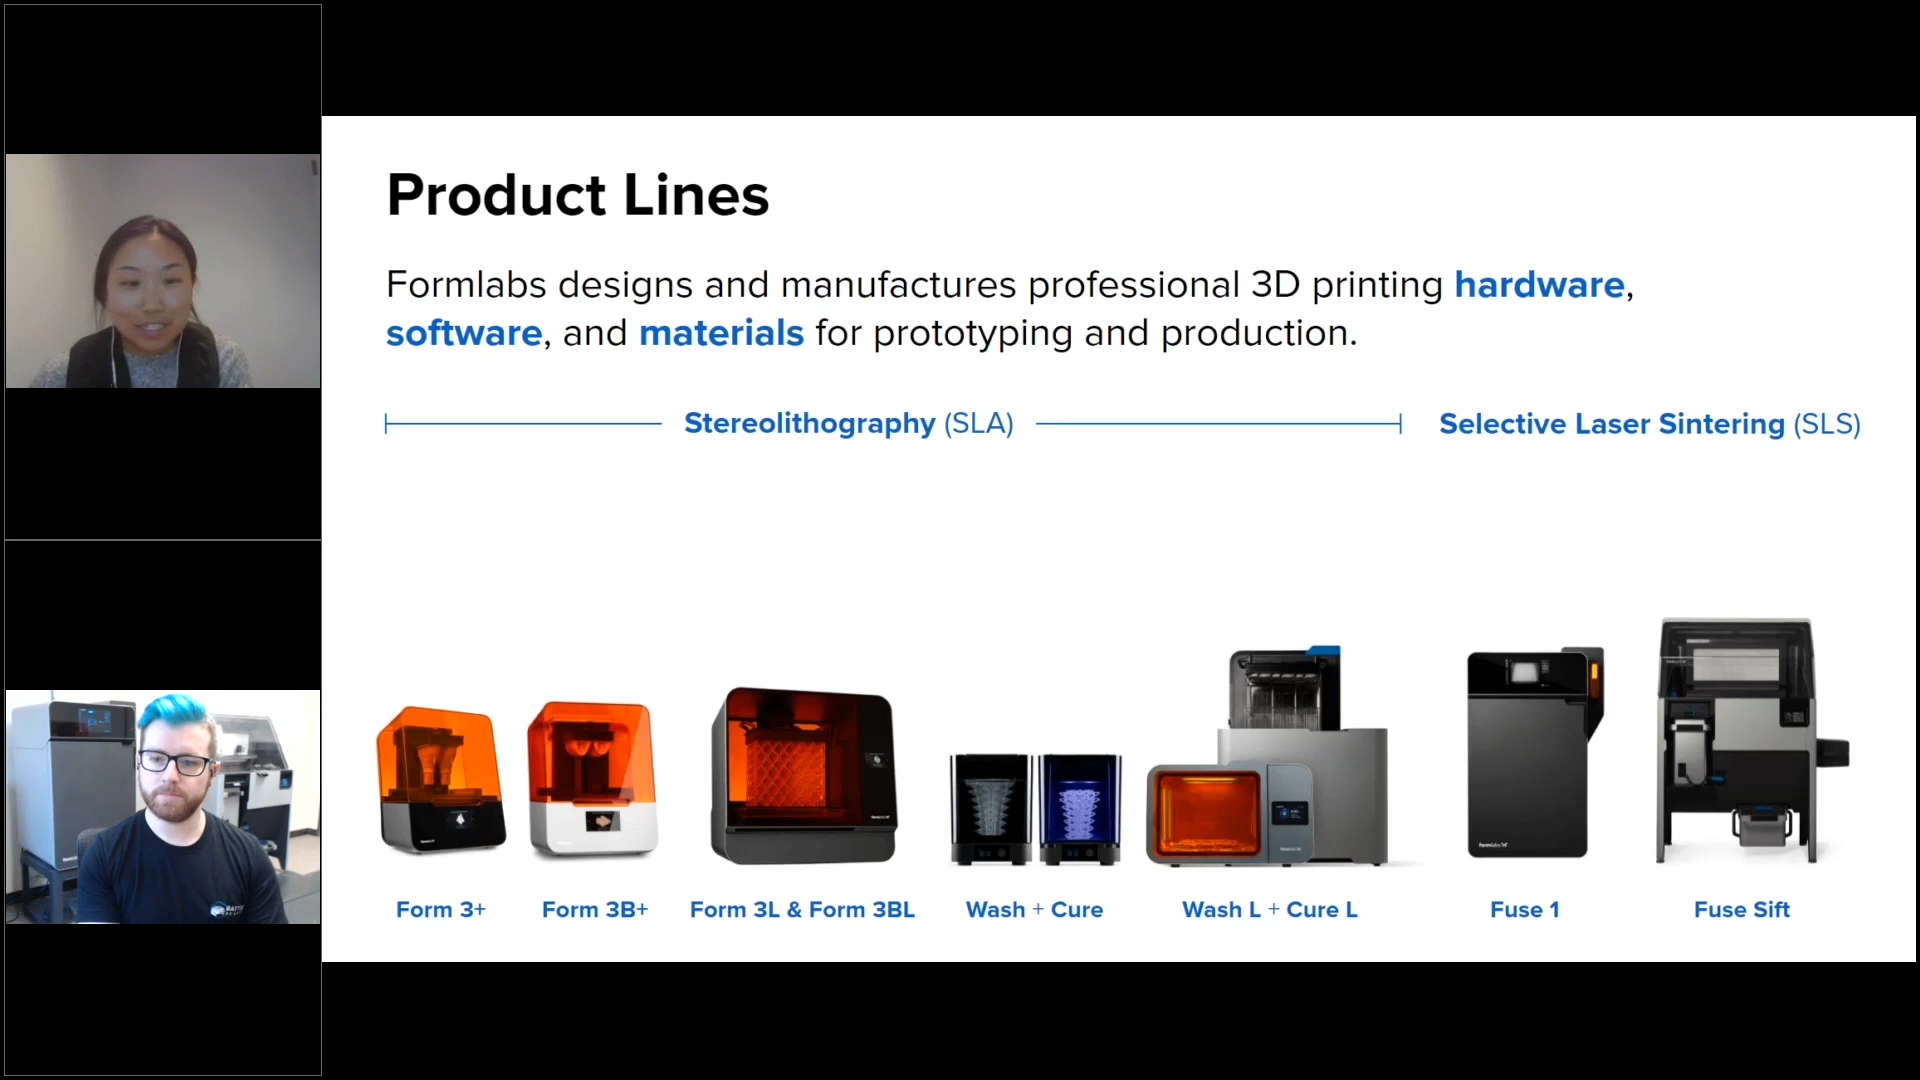 Product Lines
Formlabs designs and manufactures professional 3D printing hardware,
software, and materials for prototyping and production.
Stereolithography (SLA)
Selective Laser Sintering (SLS)
formlabs
Form 3+
Form 3B+
Form 3L & Form 3BL
Wash + Cure
Wash L + Cure L
Fuse 1
Fuse Sift